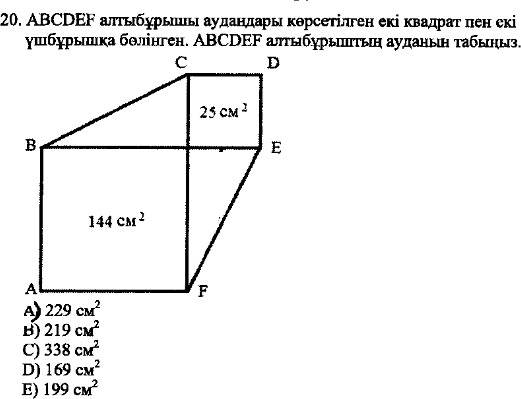 20. ABCDEF алтыбұрышы аудандары көрсетілген екі квадрат пен екі
үшбұрышқа бөлінген. ABCDEF алтыбұрыштың ауданын табыңыз.
C D
25 см²
B E
144 см²
A F
A) 229 см²
B) 219 см²
C) 338 см²
D) 169 см²
E) 199 см²